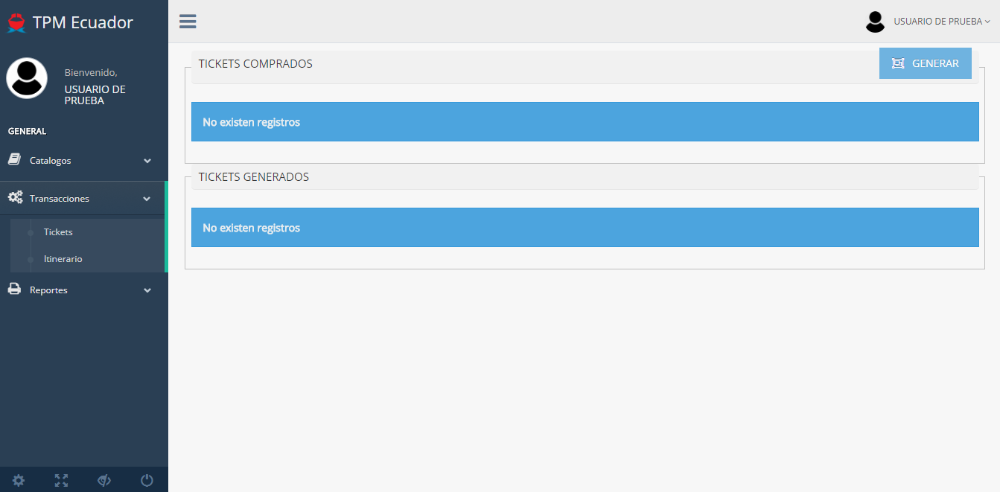 TPM Ecuador
USUARIO DE PRUEBA
Bienvenido,
USUARIO DE
PRUEBA
GENERAL
Catalogos
Transacciones
Tickets
Itinerario
Reportes
TICKETS COMPRADOS
GENERAR
No existen registros
TICKETS GENERADOS
No existen registros